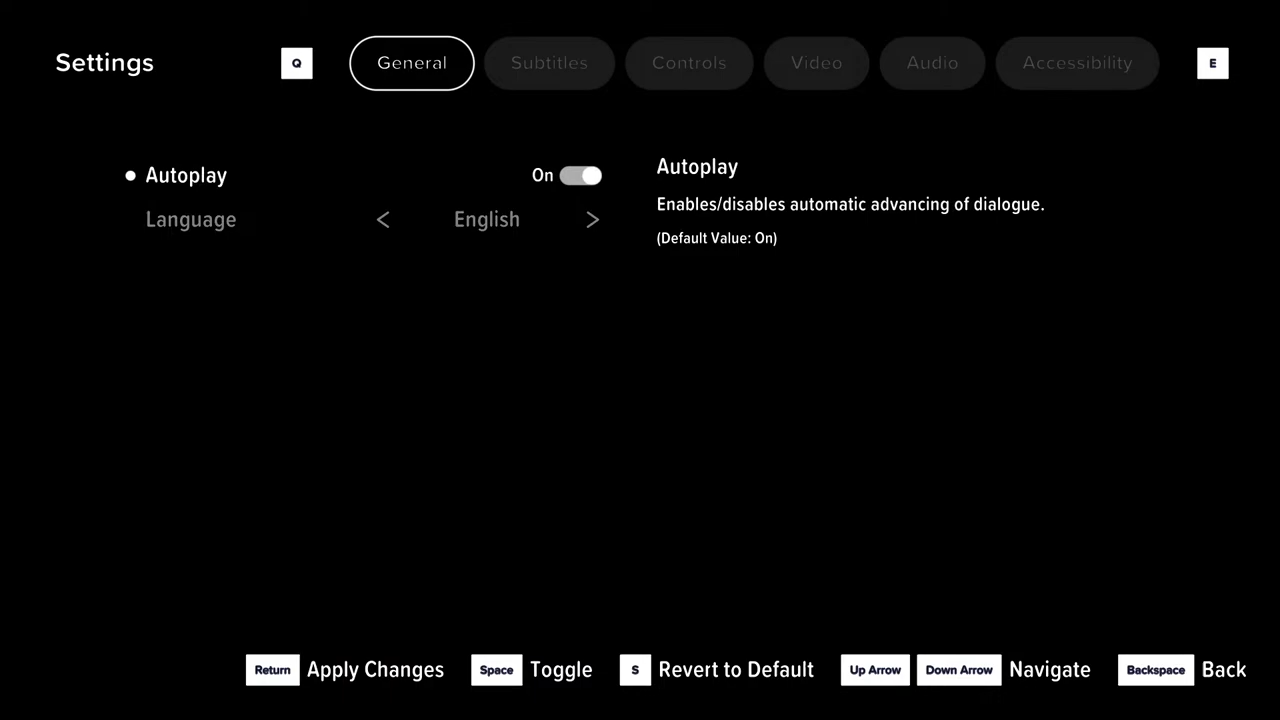 Settings Q General Subtitles Controls Video Audio Accessibility E
Autoplay On
Language < English >
Autoplay
Enables/disables automatic advancing of dialogue.
(Default Value: On)
Return Apply Changes Space Toggle S Revert to Default Up Arrow Down Arrow Navigate Backspace Back